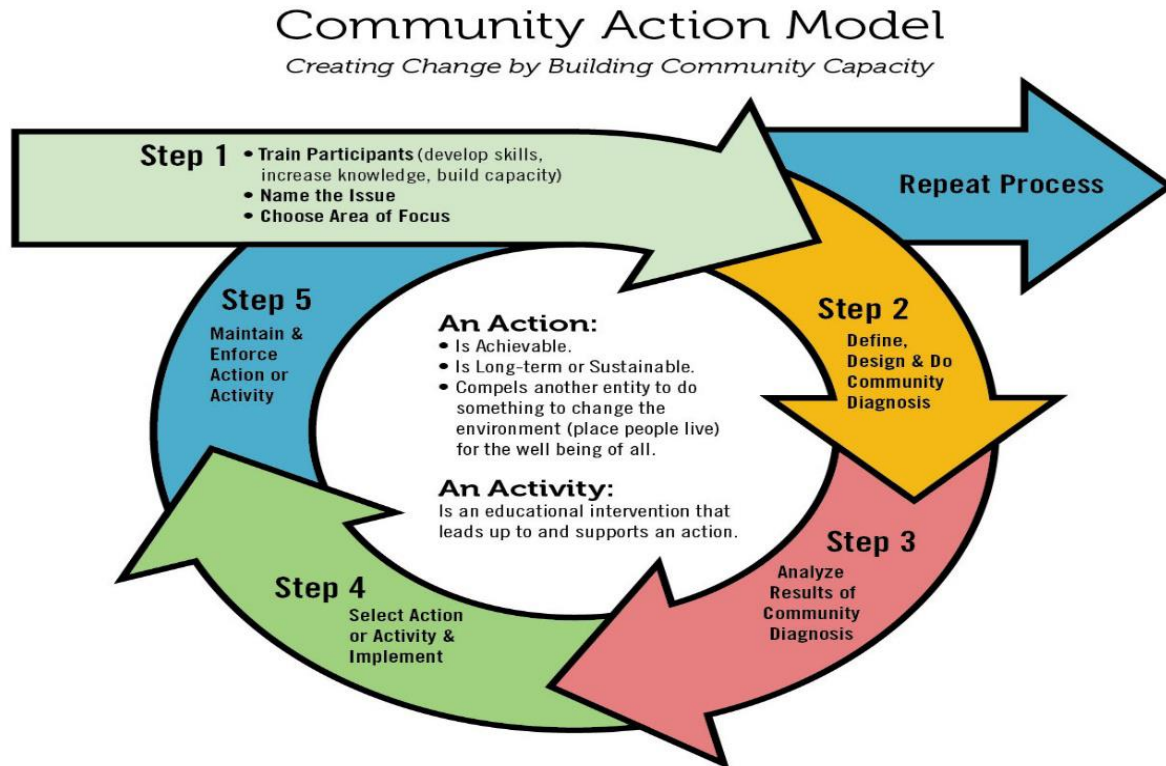 Community Action Model
Creating Change by Building Community Capacity
Step 1
• Train Participants (develop skills,
increase knowledge, build capacity)
• Name the Issue
• Choose Area of Focus
Repeat Process
Step 2
Define,
Design & Do
Community
Diagnosis
Step 3
Analyze
Results of
Community
Diagnosis
Step 4
Select Action
or Activity &
Implement
Step 5
Maintain &
Enforce
Action or
Activity
An Action:
• Is Achievable.
• Is Long-term or Sustainable.
• Compels another entity to do
something to change the
environment (place people live)
for the well being of all.
An Activity:
Is an educational intervention that
leads up to and supports an action.